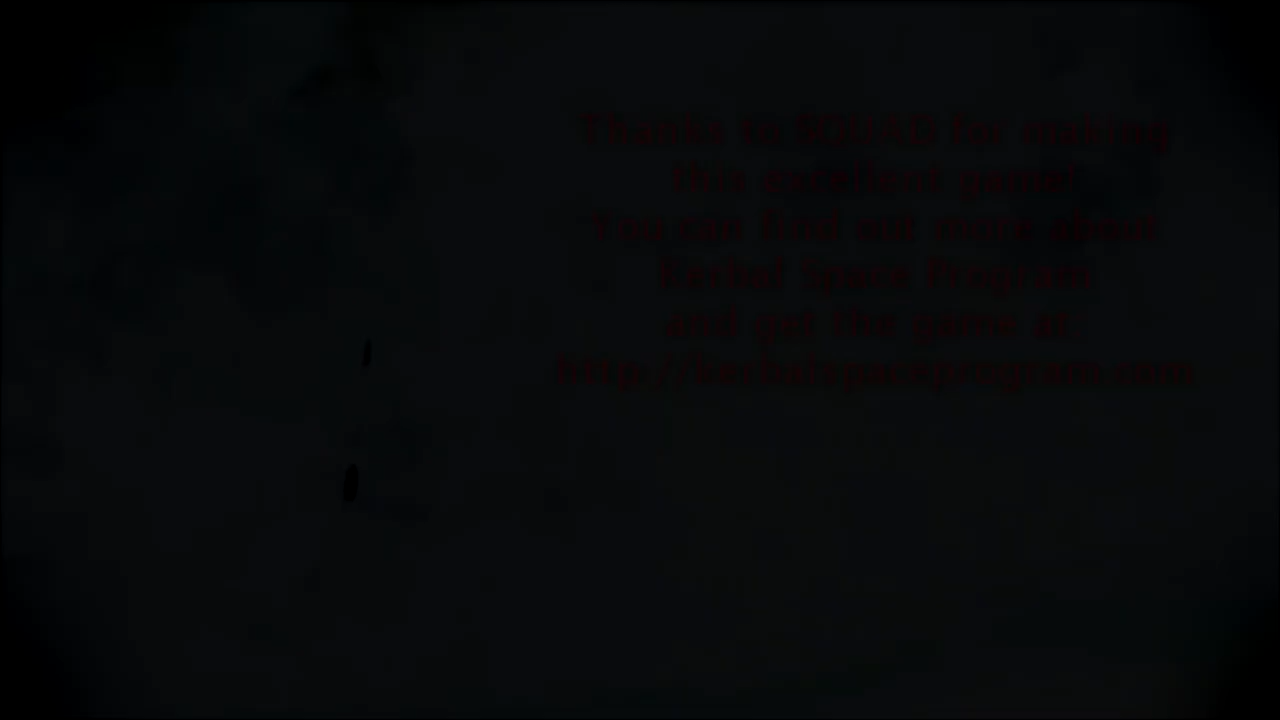 Thanks to SQUAD for making
this excellent game!
You can find out more about
Kerbal Space Program
and get the game at
http://kerbalspaceprogram.com